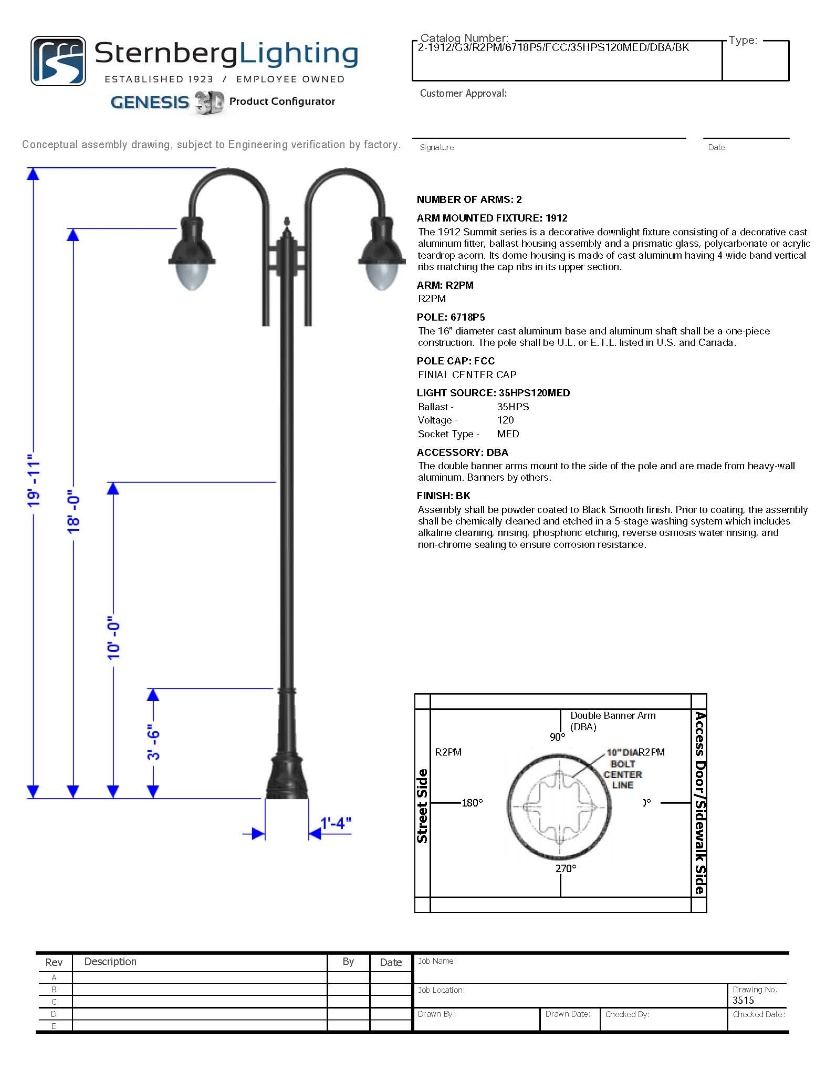 SternbergLighting
ESTABLISHED 1923 / EMPLOYEE OWNED
GENESIS 3D Product Configurator
Catalog Number:
2-1912/G3/R2PM/6718P5/FCC/35HPS120MED/DBA/BK
Type:
Customer Approval:
Signature
Date
Conceptual assembly drawing, subject to Engineering verification by factory.
NUMBER OF ARMS: 2
ARM MOUNTED FIXTURE: 1912
The 1912 Summit series is a decorative downlight fixture consisting of a decorative cast
aluminum fitter, ballast housing assembly and a prismatic glass, polycarbonate or acrylic
teardrop acorn. Its dome housing is made of cast aluminum having 4 wide band vertical
ribs matching the cap ribs in its upper section.
ARM: R2PM
R2PM
POLE: 6718P5
The 16" diameter cast aluminum base and aluminum shaft shall be a one-piece
construction. The pole shall be U.L. or E.T.L. listed in U.S. and Canada.
POLE CAP: FCC
FINIAL CENTER CAP
LIGHT SOURCE: 35HPS120MED
Ballast - 35HPS
Voltage - 120
Socket Type - MED
ACCESSORY: DBA
The double banner arms mount to the side of the pole and are made from heavy-wall
aluminum. Banners by others.
FINISH: BK
Assembly shall be powder coated to Black Smooth finish. Prior to coating, the assembly
shall be chemically cleaned and etched in a 5-stage washing system which includes
alkaline cleaning, rinsing, phosphoric etching, reverse osmosis water rinsing, and
non-chrome sealing to ensure corrosion resistance.
19' -11"
18' -0"
10' -0"
3' -6"
1'-4"
Double Banner Arm
(DBA)
90°
R2PM
10" DIA R2PM
BOLT
CENTER
LINE
180°
0°
270°
Street Side
Access Door/Sidewalk Side
Rev Description By Date
A
B
C
D
E
Job Name:
Job Location:
Drawing No.
3515
Drawn By:
Drawn Date:
Checked By:
Checked Date: